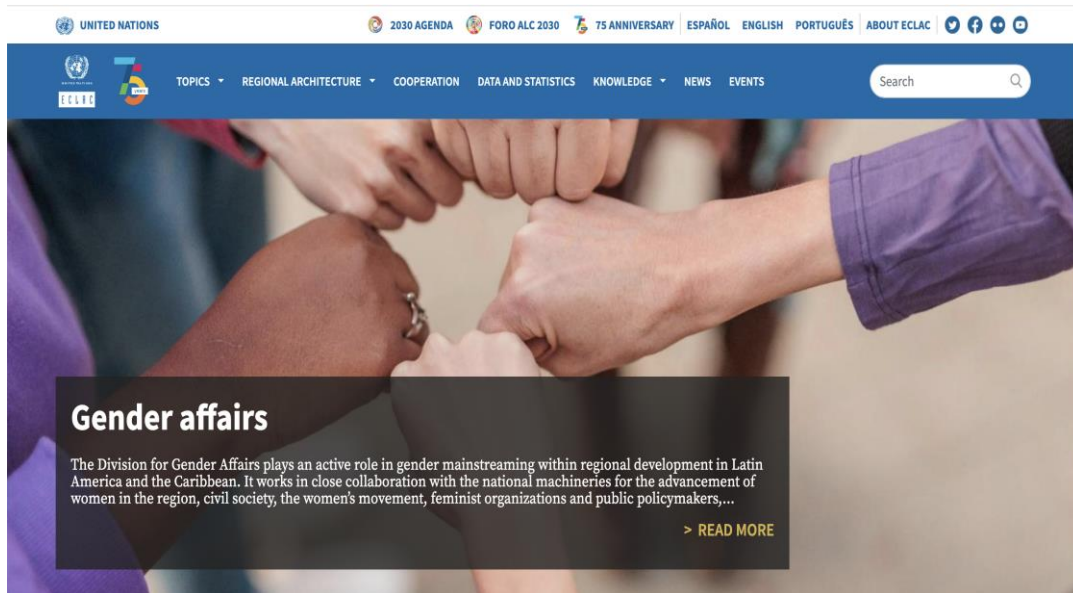 UNITED NATIONS
2030 AGENDA FORO ALC 2030 75 ANNIVERSARY ESPAÑOL ENGLISH PORTUGUÊS ABOUT ECLAC
ECLAC
75
years
TOPICS REGIONAL ARCHITECTURE COOPERATION DATA AND STATISTICS KNOWLEDGE NEWS EVENTS
Search
Gender affairs
The Division for Gender Affairs plays an active role in gender mainstreaming within regional development in Latin
America and the Caribbean. It works in close collaboration with the national machineries for the advancement of
women in the region, civil society, the women’s movement, feminist organizations and public policymakers,...
> READ MORE